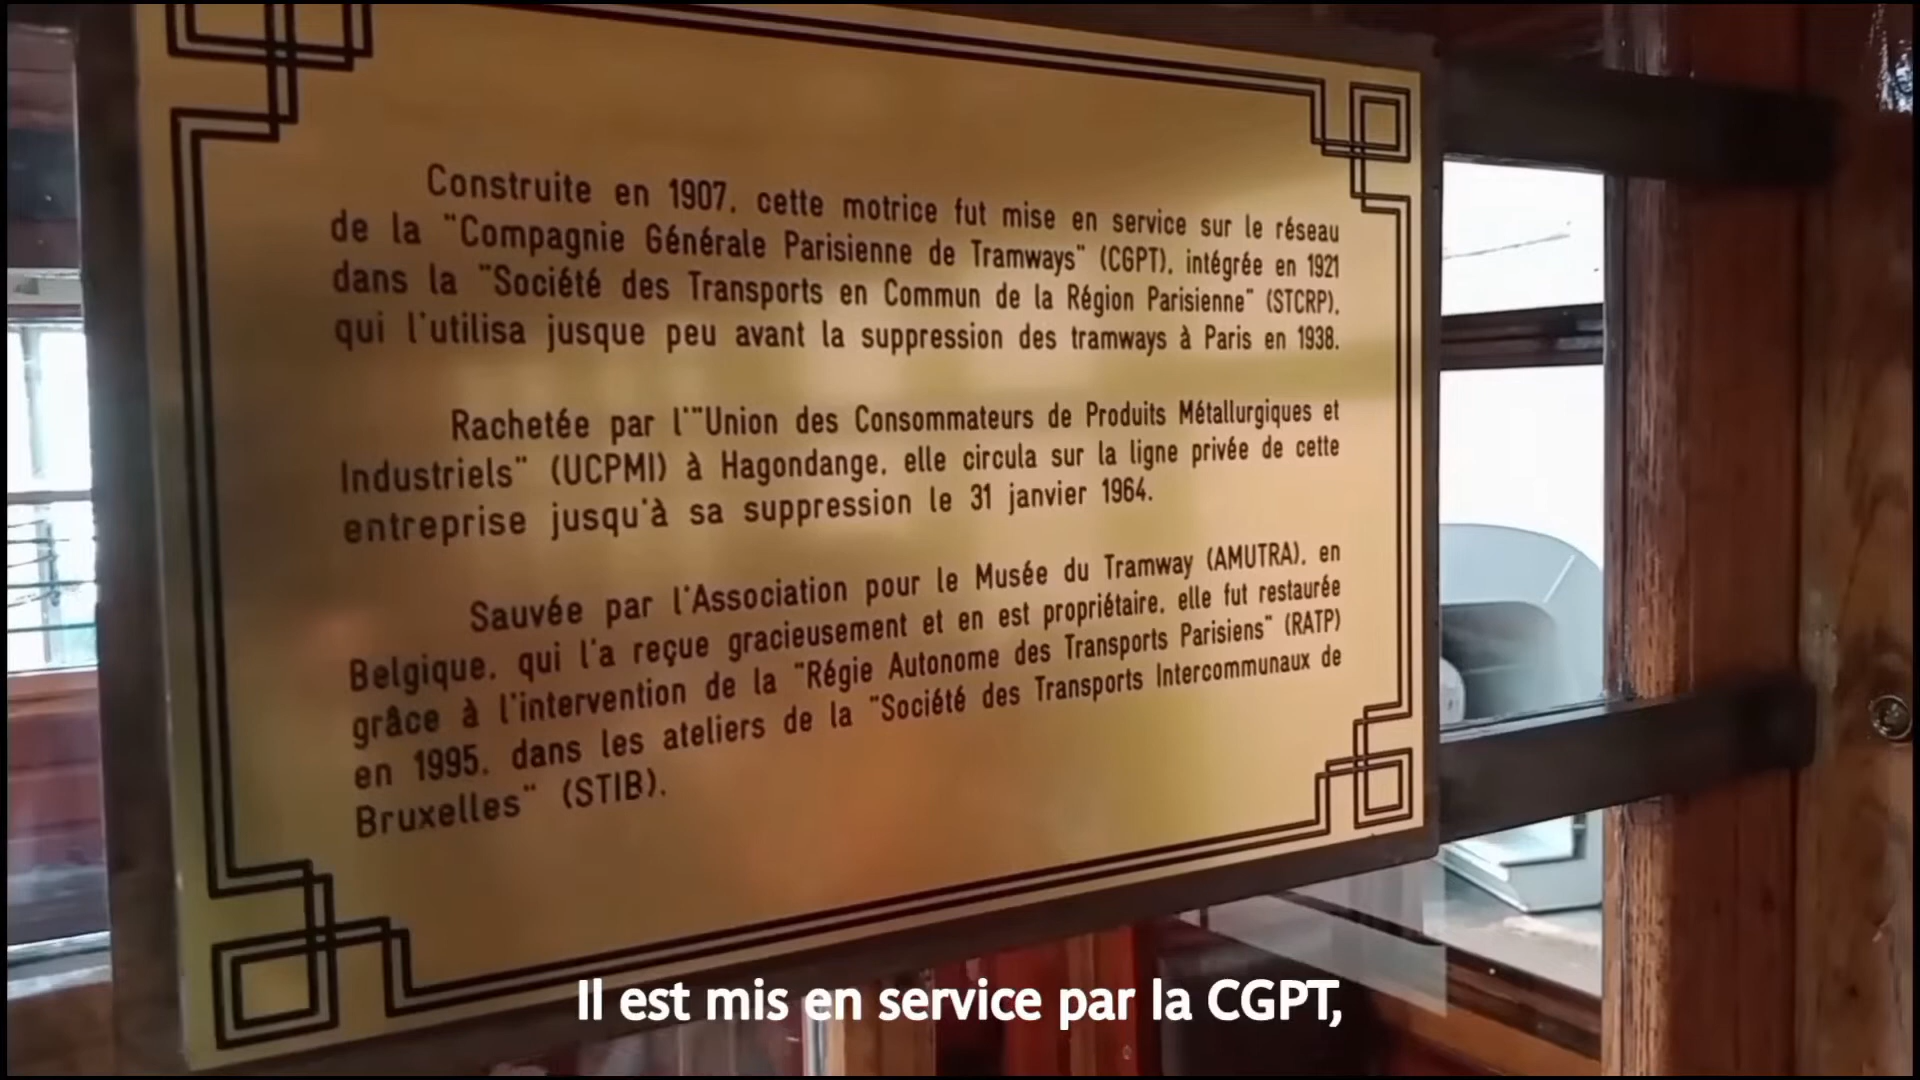 Construite en 1907, cette motrice fut mise en service sur le réseau
de la "Compagnie Générale Parisienne de Tramways" (CGPT), intégrée en 1921
dans la "Société des Transports en Commun de la Région Parisienne" (STCRP),
qui l'utilisa jusque peu avant la suppression des tramways à Paris en 1938.
Rachetée par l'"Union des Consommateurs de Produits Métallurgiques et
Industriels" (UCPMI) à Hagondange, elle circula sur la ligne privée de cette
entreprise jusqu'à sa suppression le 31 janvier 1964.
Sauvée par l'Association pour le Musée du Tramway (AMUTRA), en
Belgique, qui l'a reçue gracieusement et en est propriétaire, elle fut restaurée
grâce à l'intervention de la "Régie Autonome des Transports Parisiens" (RATP)
en 1995, dans les ateliers de la "Société des Transports Intercommunaux de
Bruxelles" (STIB).
Il est mis en service par la CGPT,